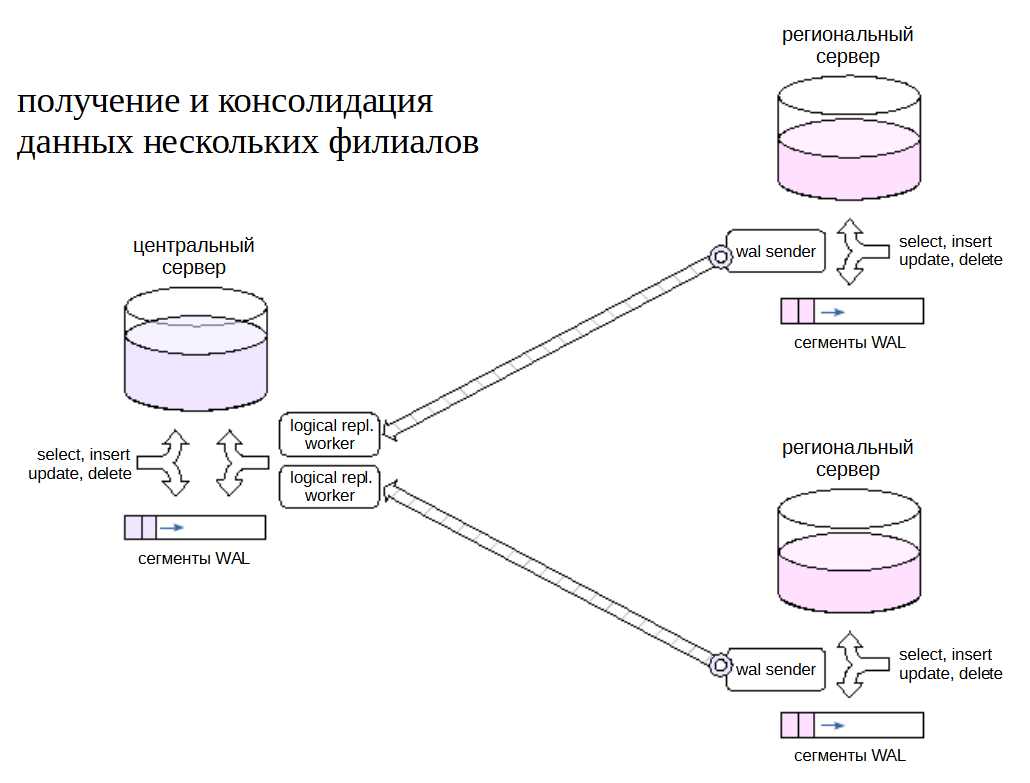 получение и консолидация
данных нескольких филиалов
региональный
сервер
wal sender
select, insert
update, delete
сегменты WAL
центральный
сервер
logical repl.
worker
logical repl.
worker
select, insert
update, delete
сегменты WAL
региональный
сервер
wal sender
select, insert
update, delete
сегменты WAL